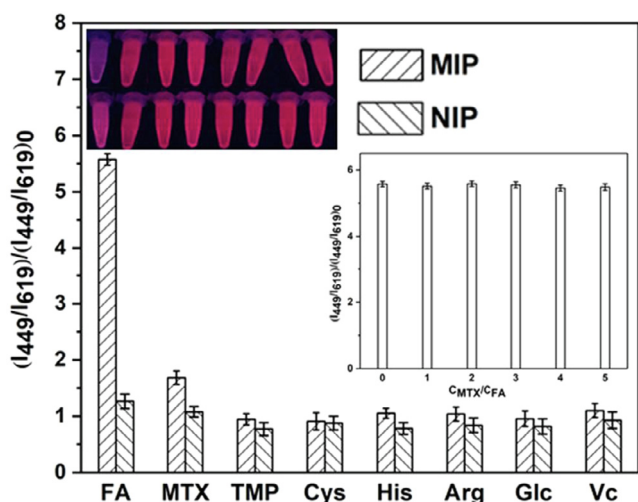 MIP
NIP
(I449/I619)/(I449/I619)0
8
7
6
5
4
3
2
1
0
FA MTX TMP Cys His Arg Glc Vc
(I449/I619)/(I449/I619)0
6
4
2
0
0 1 2 3 4 5
CMTX/CFA